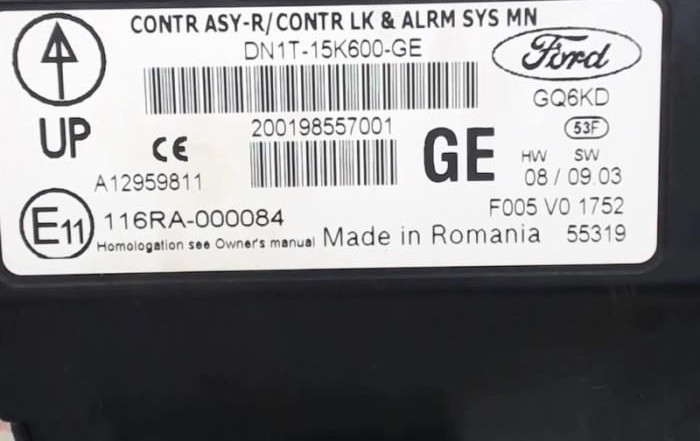 CONTR ASY-R/CONTR LK & ALRM SYS MN
DN1T-15K600-GE
Ford
GQ6KD
UP
CE
200198557001
GE
53F
HW SW
A12959811
08 / 09.03
E11
116RA-000084
F005 V0 1752
Homologation see Owner's manual
Made in Romania
55319